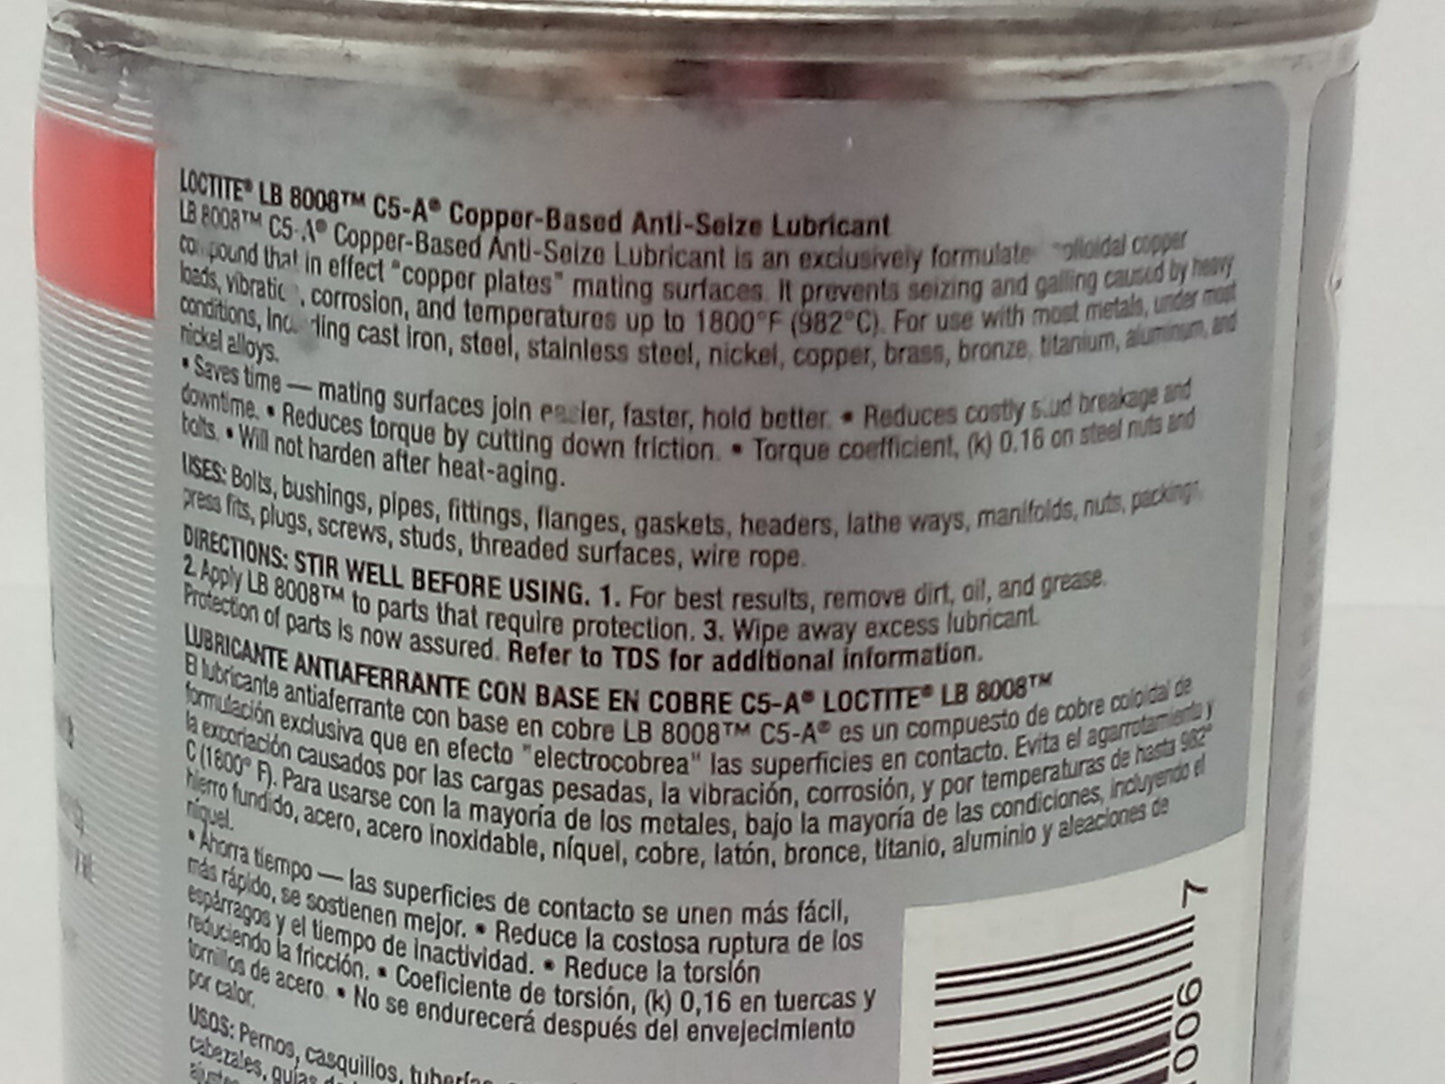 LOCTITE® LB 8008™ C5-A® Copper-Based Anti-Seize Lubricant
LB 8008™ C5-A® Copper-Based Anti-Seize Lubricant is an exclusively formulated colloidal copper
compound that in effect "copper plates" mating surfaces. It prevents seizing and galling caused by heavy
loads, vibration, corrosion, and temperatures up to 1800°F (982°C). For use with most metals, under most
conditions, including cast iron, steel, stainless steel, nickel, copper, brass, bronze, titanium, aluminum, and
nickel alloys.
• Saves time — mating surfaces join easier, faster, hold better. • Reduces costly stud breakage and
downtime. • Reduces torque by cutting down friction. • Torque coefficient, (k) 0.16 on steel nuts and
bolts. • Will not harden after heat-aging.
USES: Bolts, bushings, pipes, fittings, flanges, gaskets, headers, lathe ways, manifolds, nuts, packings,
press fits, plugs, screws, studs, threaded surfaces, wire rope.
DIRECTIONS: STIR WELL BEFORE USING. 1. For best results, remove dirt, oil, and grease.
2. Apply LB 8008™ to parts that require protection. 3. Wipe away excess lubricant.
Protection of parts is now assured. Refer to TDS for additional information.
LUBRICANTE ANTIAFERRANTE CON BASE EN COBRE C5-A® LOCTITE® LB 8008™
El lubricante antiaferrante con base en cobre LB 8008™ C5-A® es un compuesto de cobre coloidal de
formulación exclusiva que en efecto "electrocobrea" las superficies en contacto. Evita el agarrotamiento y
la excoriación causados por las cargas pesadas, la vibración, corrosión, y por temperaturas de hasta 982°
C (1800° F). Para usarse con la mayoría de los metales, bajo la mayoría de las condiciones, incluyendo el
hierro fundido, acero, acero inoxidable, níquel, cobre, latón, bronce, titanio, aluminio y aleaciones de
níquel.
• Ahorra tiempo — las superficies de contacto se unen más fácil,
más rápido, se sostienen mejor. • Reduce la costosa ruptura de los
espárragos y el tiempo de inactividad. • Reduce la torsión
reduciendo la fricción. • Coeficiente de torsión, (k) 0,16 en tuercas y
tornillos de acero. • No se endurecerá después del envejecimiento
por calor.
USOS: Pernos, casquillos, tuberías
cabezales, guías
7
006